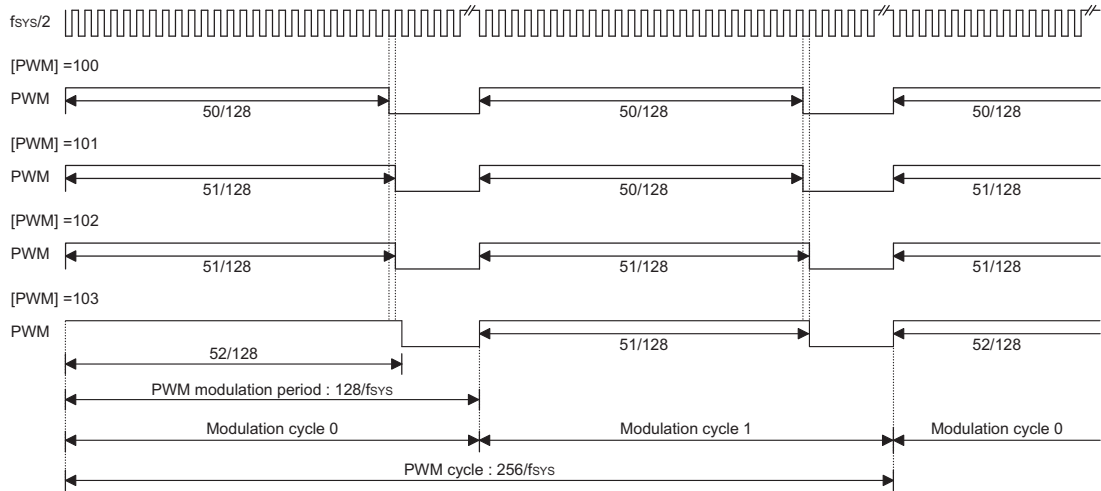 fSYS/2
[PWM] =100
PWM
50/128 50/128 50/128
[PWM] =101
PWM
51/128 50/128 51/128
[PWM] =102
PWM
51/128 51/128 51/128
[PWM] =103
PWM
52/128 51/128 52/128
PWM modulation period : 128/fSYS
Modulation cycle 0 Modulation cycle 1 Modulation cycle 0
PWM cycle : 256/fSYS